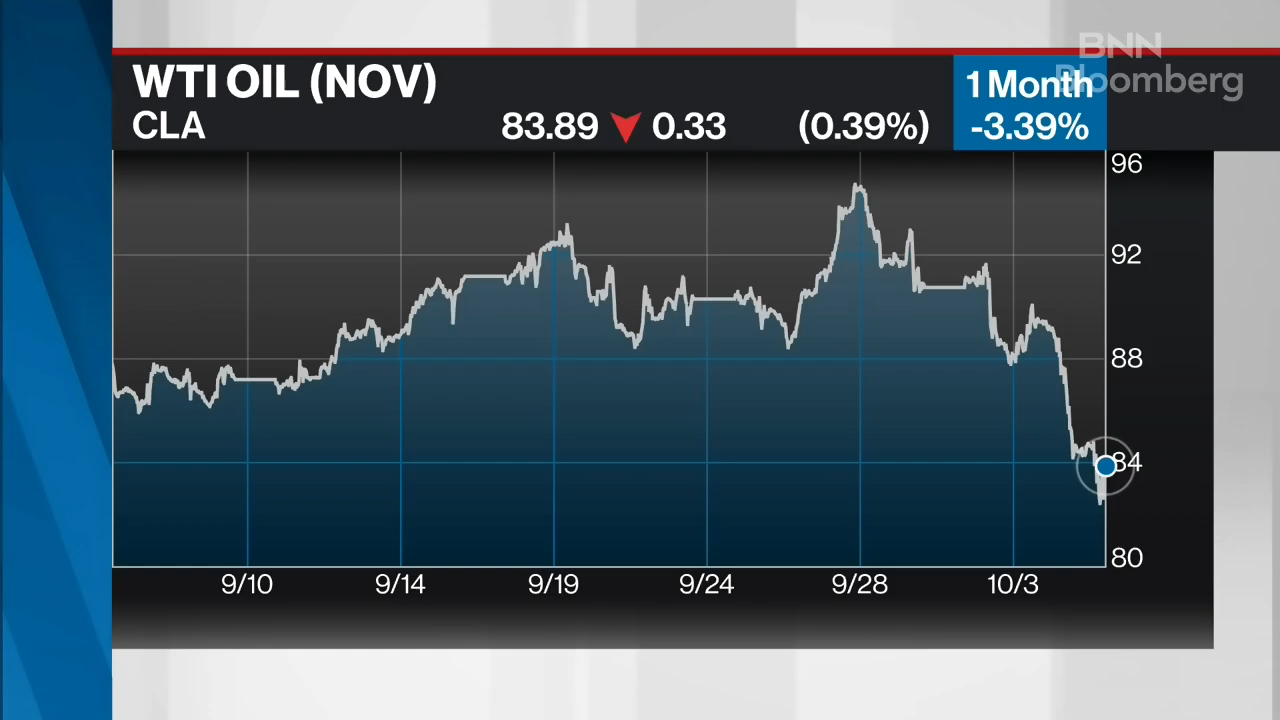 BNN
Bloomberg
WTI OIL (NOV)
CLA
83.89 0.33 (0.39%)
1 Month
-3.39%
96
92
88
84
80
9/10 9/14 9/19 9/24 9/28 10/3